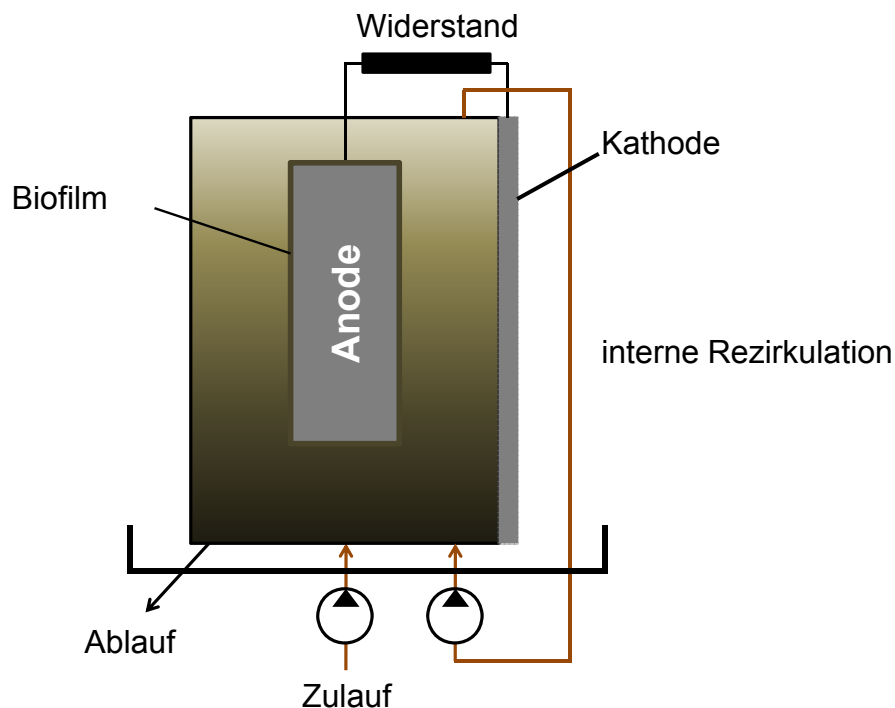 Widerstand
Kathode
Biofilm
Anode
interne Rezirkulation
Ablauf
Zulauf